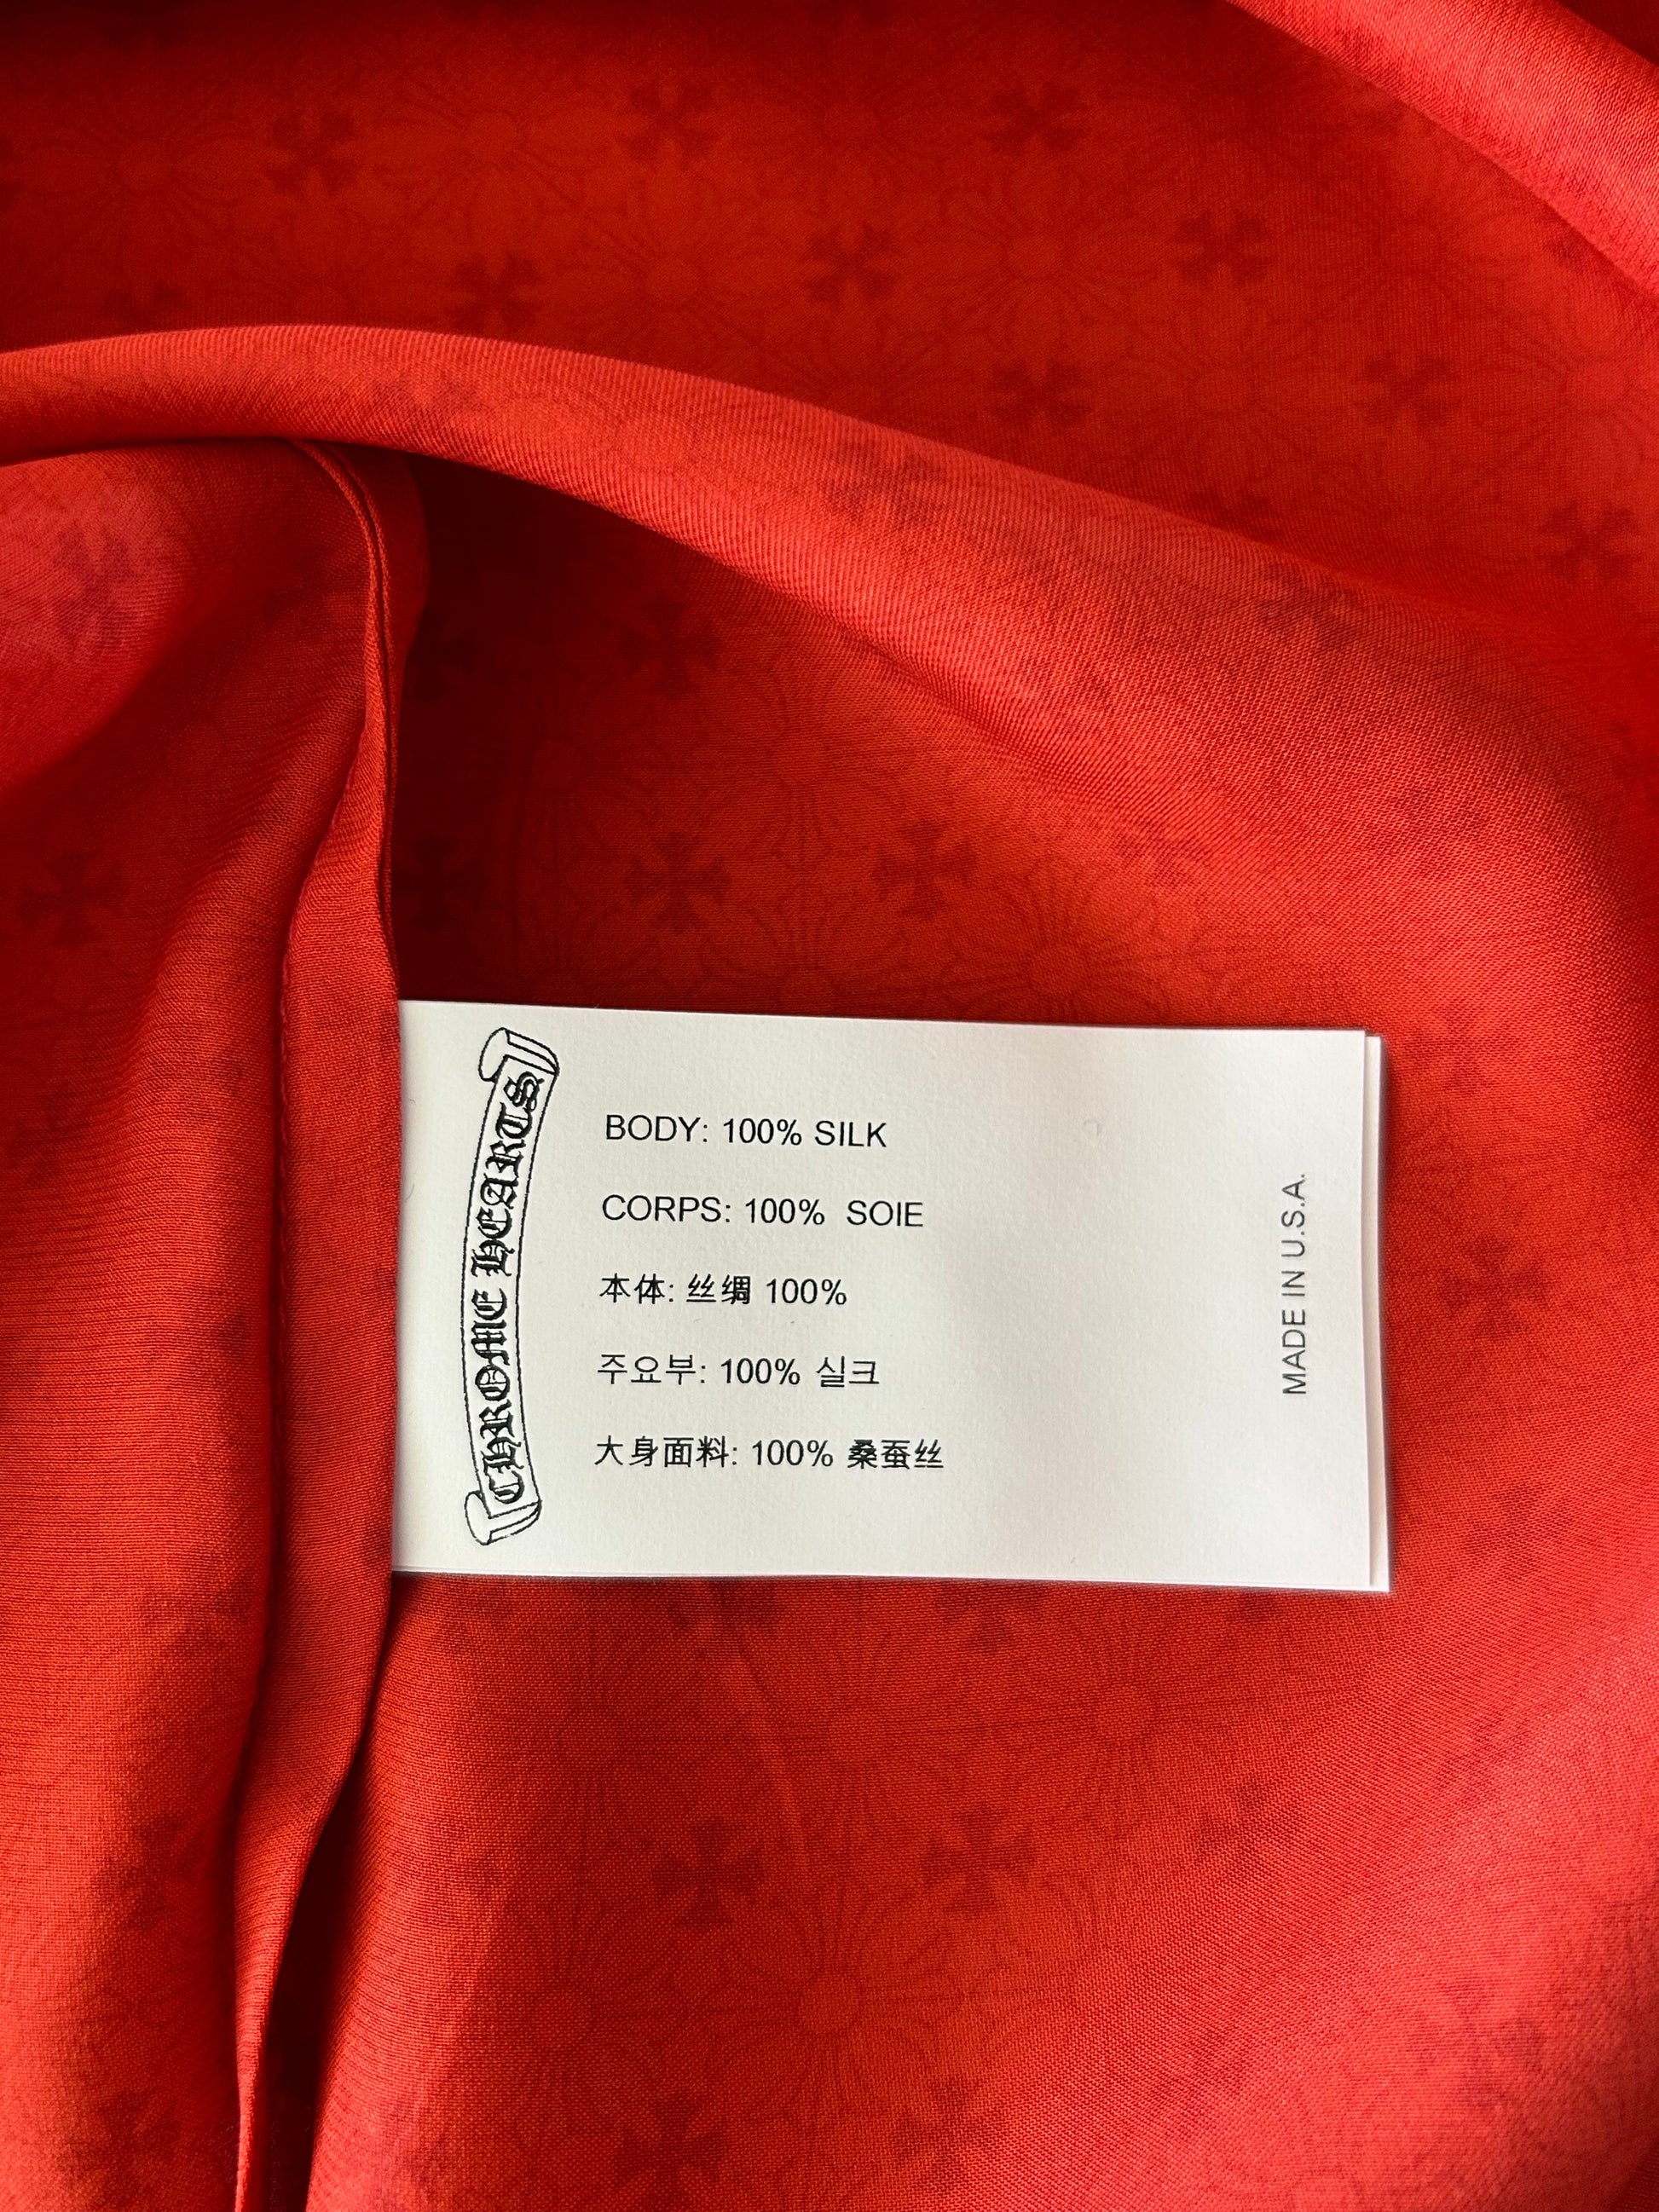 CHROME HEARTS
BODY: 100% SILK
CORPS: 100% SOIE
本体: 丝绸 100%
주요부: 100% 실크
大身面料: 100% 桑蚕丝
MADE IN U.S.A.